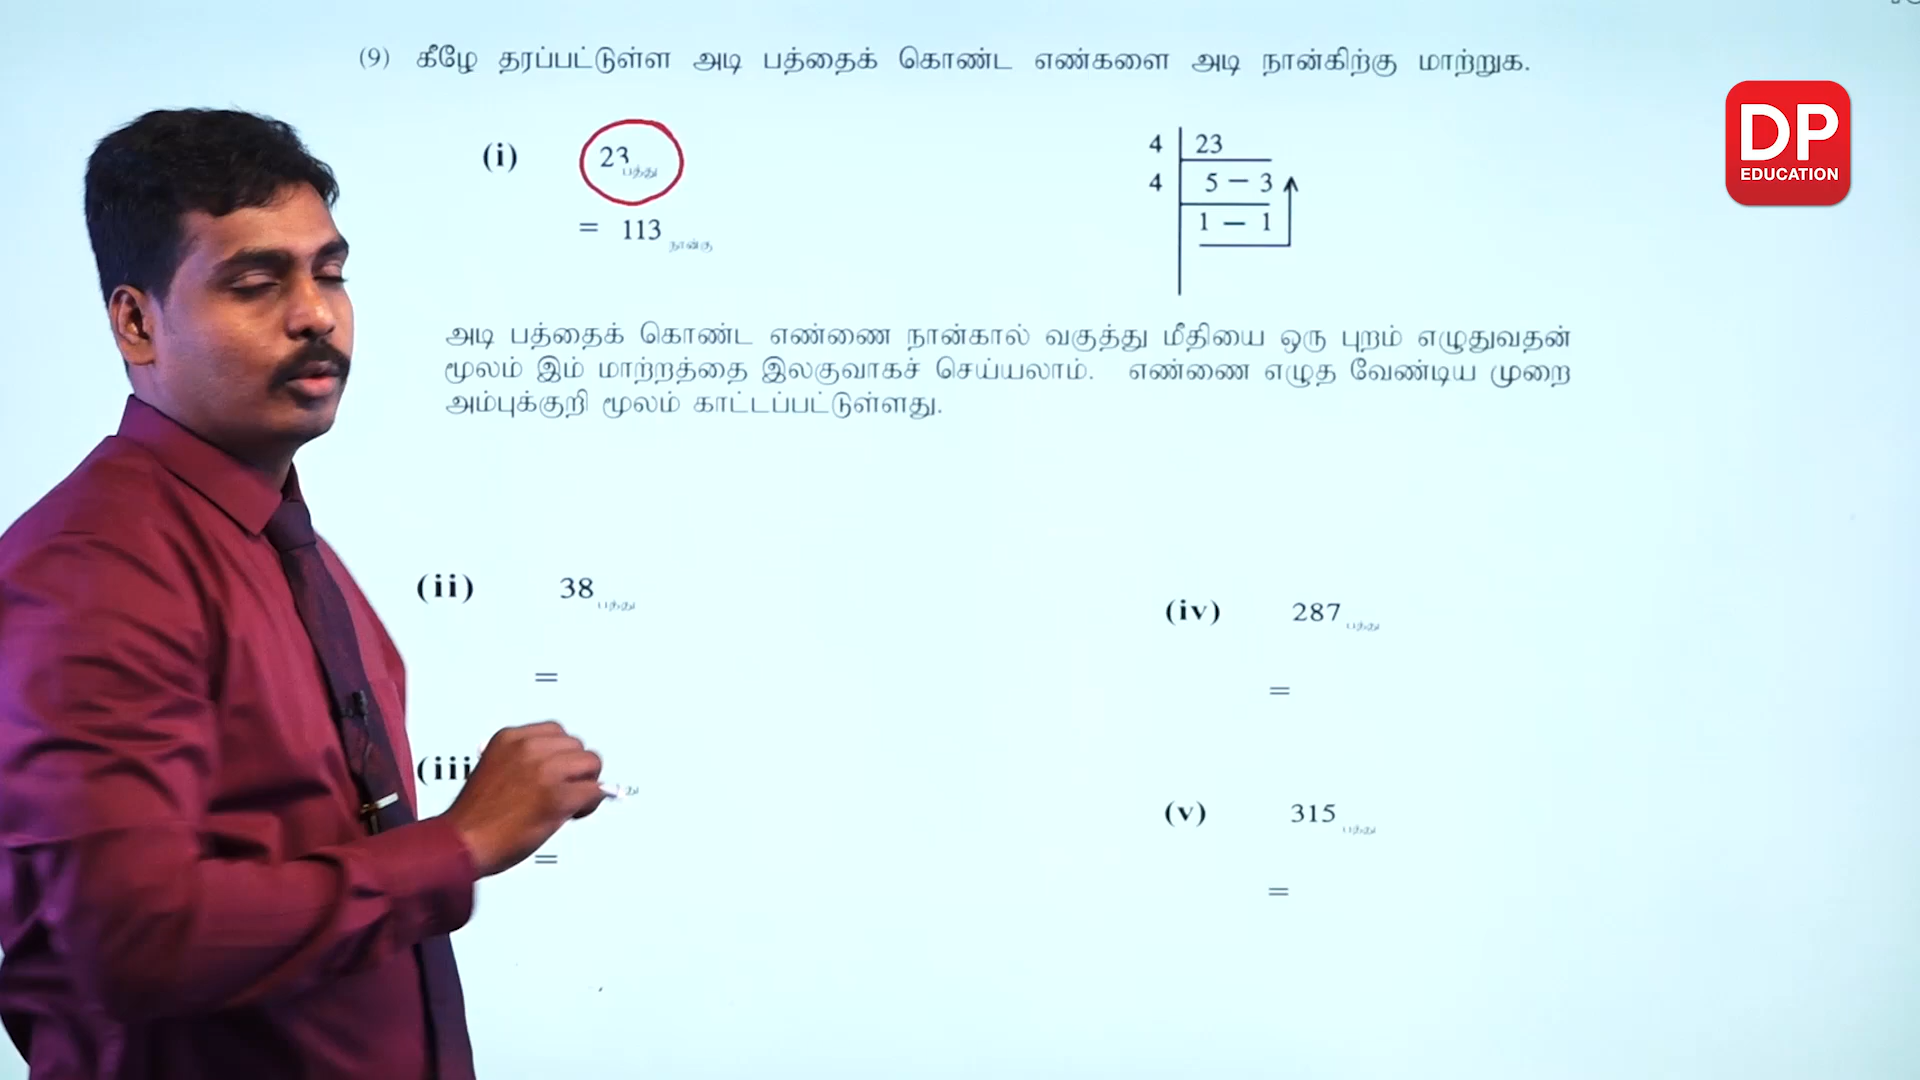 (9) கீழே தரப்பட்டுள்ள அடி பத்தைக் கொண்ட எண்களை அடி நான்கிற்கு மாற்றுக.
DP
EDUCATION
(i) 23 பத்து
= 113 நான்கு
4 23
4 5 – 3
1 – 1
அடி பத்தைக் கொண்ட எண்ணை நான்கால் வகுத்து மீதியை ஒரு புறம் எழுதுவதன்
மூலம் இம் மாற்றத்தை இலகுவாகச் செய்யலாம். எண்ணை எழுத வேண்டிய முறை
அம்புக்குறி மூலம் காட்டப்பட்டுள்ளது.
(ii) 38 பத்து
=
(iii
=
(iv) 287 பத்து
=
(v) 315 பத்து
=